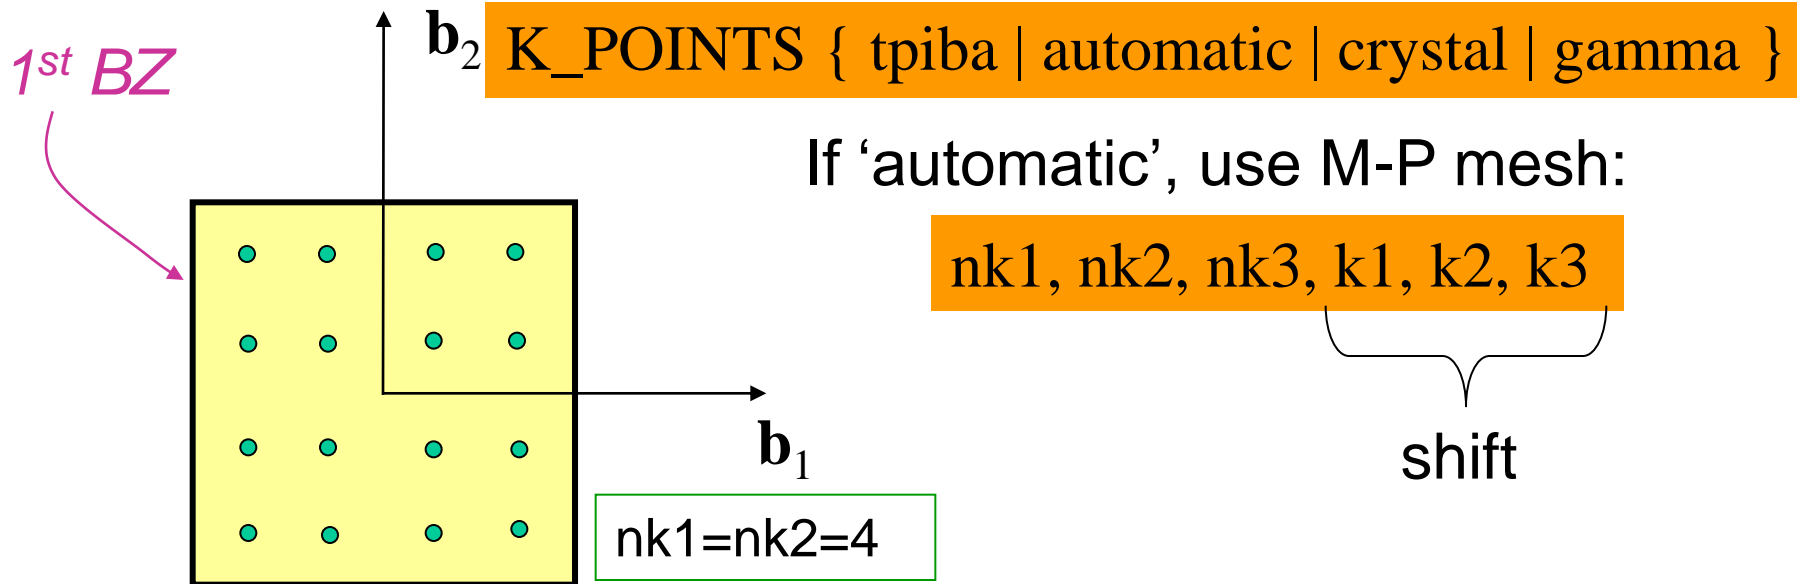 1st BZ
b2
K_POINTS { tpiba | automatic | crystal | gamma }
If ‘automatic’, use M-P mesh:
nk1, nk2, nk3, k1, k2, k3
shift
b1
nk1=nk2=4